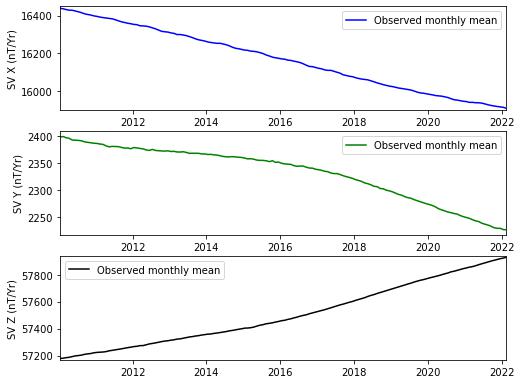 16400
16200
16000
SV X (nT/Yr)
Observed monthly mean
2012 2014 2016 2018 2020 2022
2400
2350
2300
2250
SV Y (nT/Yr)
Observed monthly mean
2012 2014 2016 2018 2020 2022
57800
57600
57400
57200
SV Z (nT/Yr)
Observed monthly mean
2012 2014 2016 2018 2020 2022